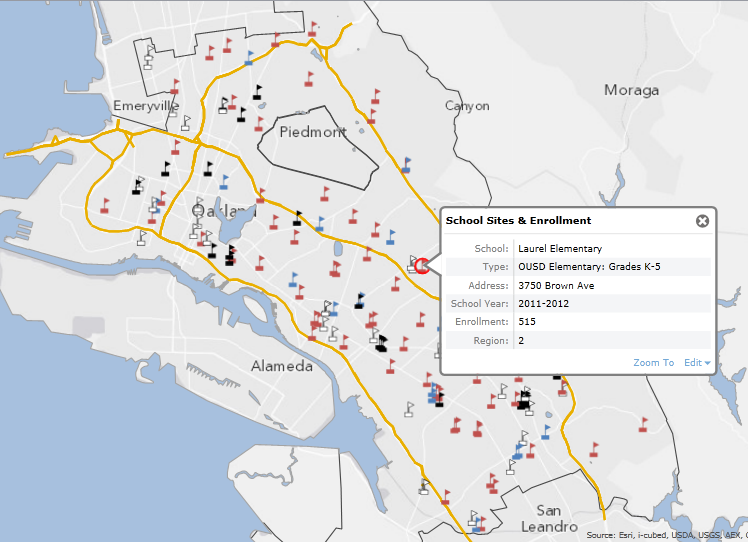 Moraga
Emeryville
Canyon
Piedmont
Oakland
School Sites & Enrollment
School: Laurel Elementary
Type: OUSD Elementary: Grades K-5
Address: 3750 Brown Ave
School Year: 2011-2012
Enrollment: 515
Region: 2
Zoom To Edit
Alameda
San
Leandro
Source: Esri, i-cubed, USDA, USGS, AEX,